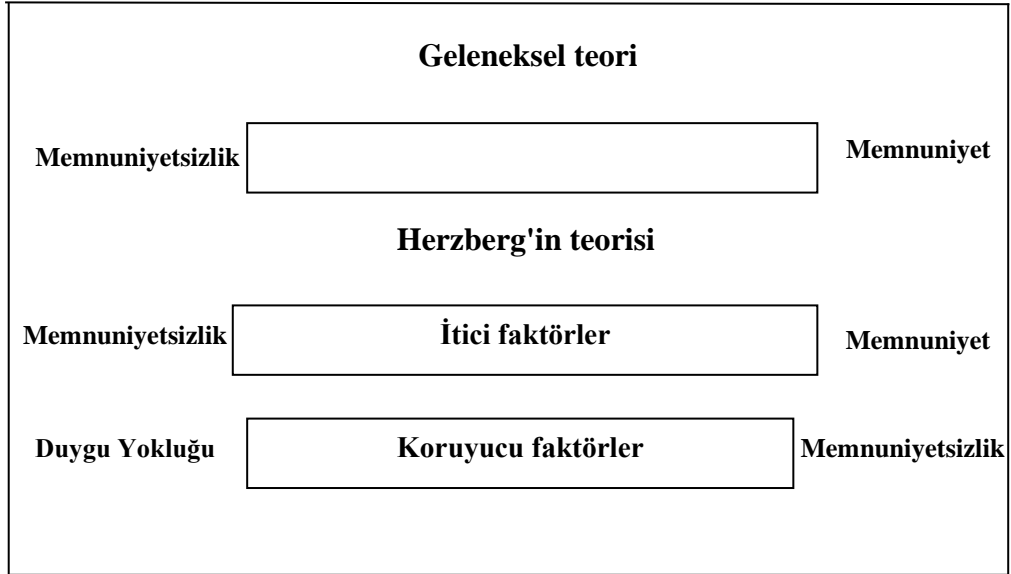 Geleneksel teori
Memnuniyetsizlik
Memnuniyet
Herzberg'in teorisi
Memnuniyetsizlik
İtici faktörler
Memnuniyet
Duygu Yokluğu
Koruyucu faktörler
Memnuniyetsizlik